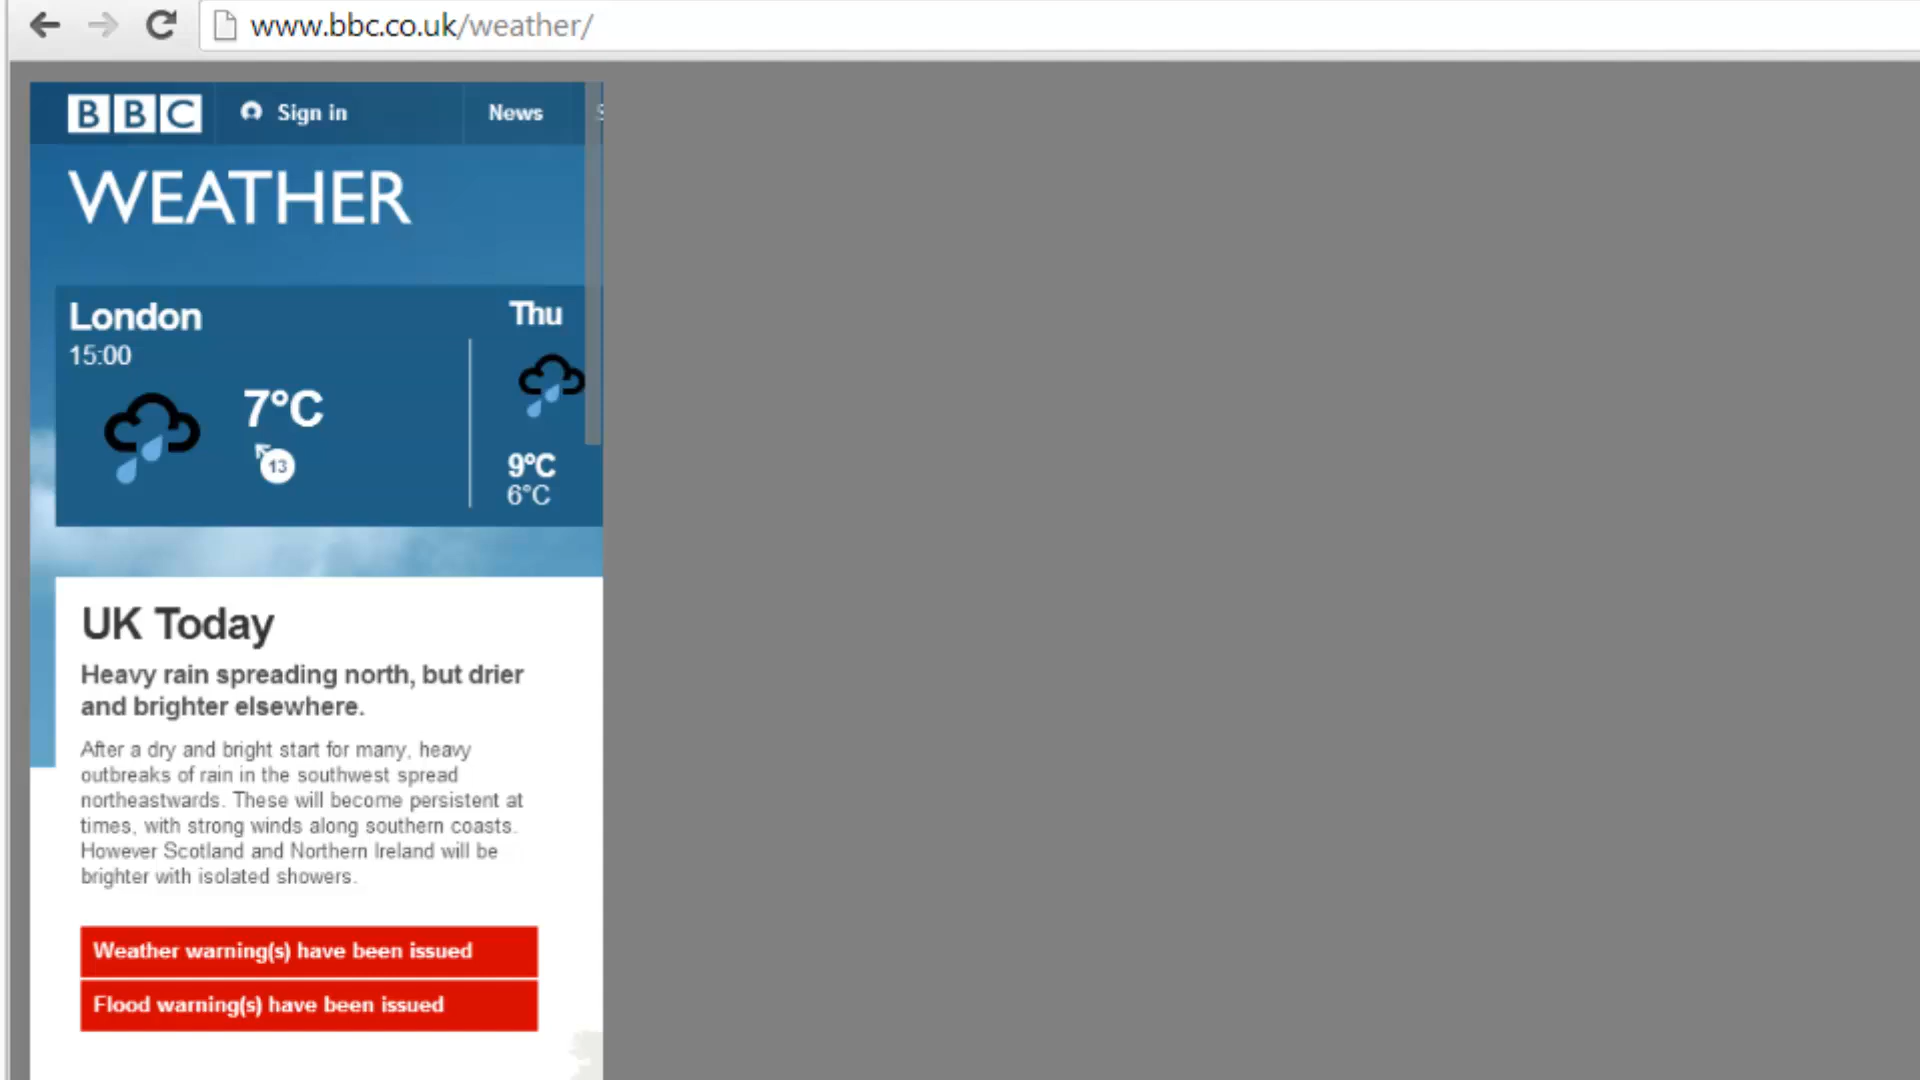 www.bbc.co.uk/weather/
BBC Sign in News
WEATHER
London
15:00
7°C
13
Thu
9°C
6°C
UK Today
Heavy rain spreading north, but drier
and brighter elsewhere.
After a dry and bright start for many, heavy
outbreaks of rain in the southwest spread
northeastwards. These will become persistent at
times, with strong winds along southern coasts.
However Scotland and Northern Ireland will be
brighter with isolated showers.
Weather warning(s) have been issued
Flood warning(s) have been issued